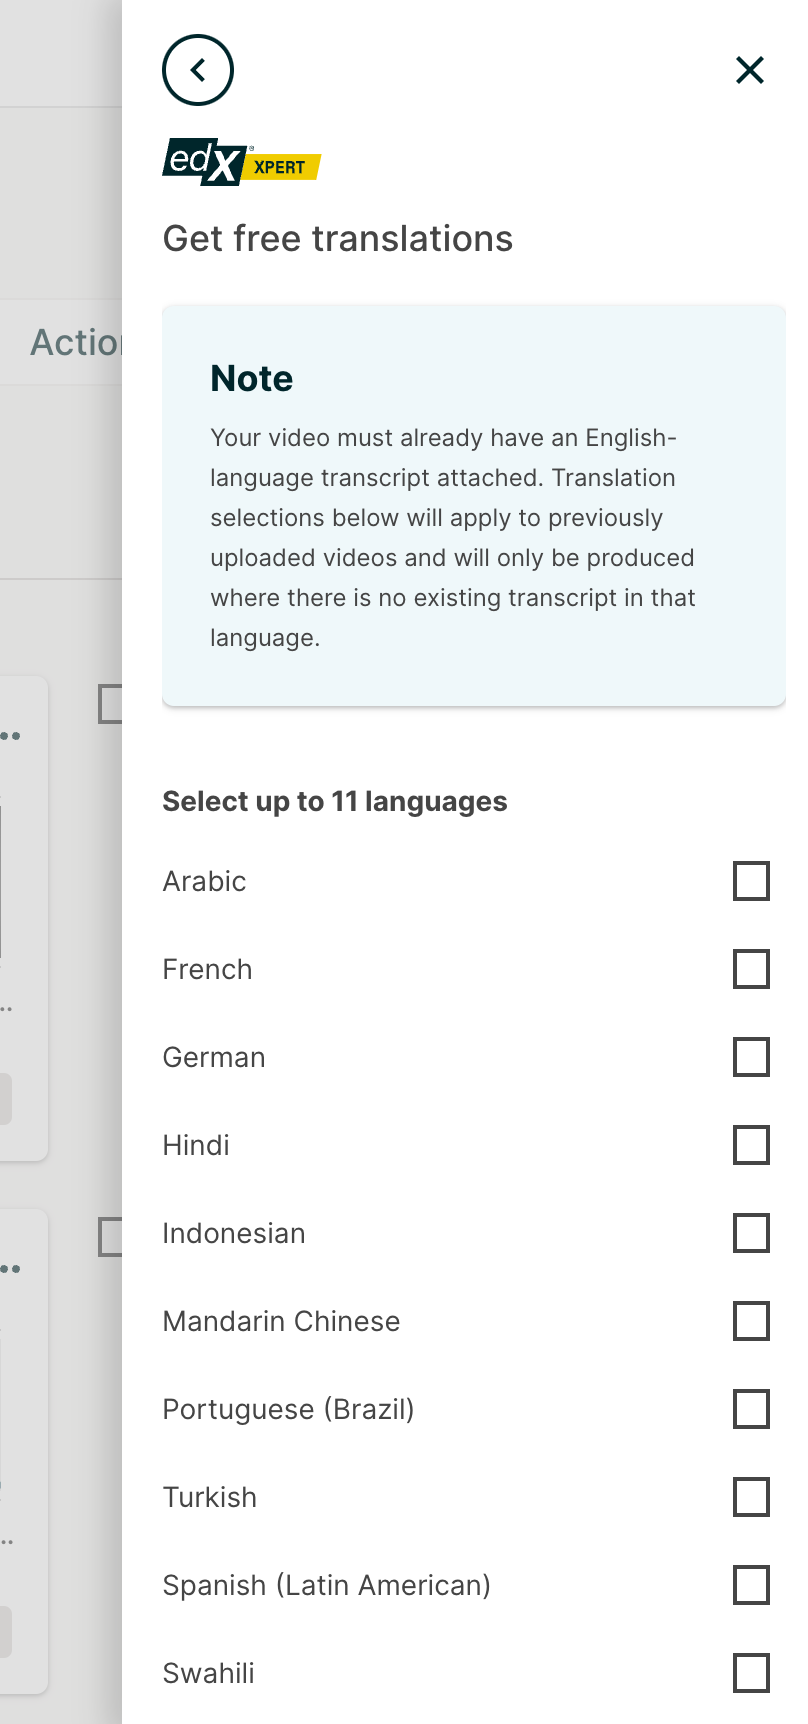 edX®
XPERT
Get free translations
Note
Your video must already have an English-
language transcript attached. Translation
selections below will apply to previously
uploaded videos and will only be produced
where there is no existing transcript in that
language.
Select up to 11 languages
Arabic
French
German
Hindi
Indonesian
Mandarin Chinese
Portuguese (Brazil)
Turkish
Spanish (Latin American)
Swahili